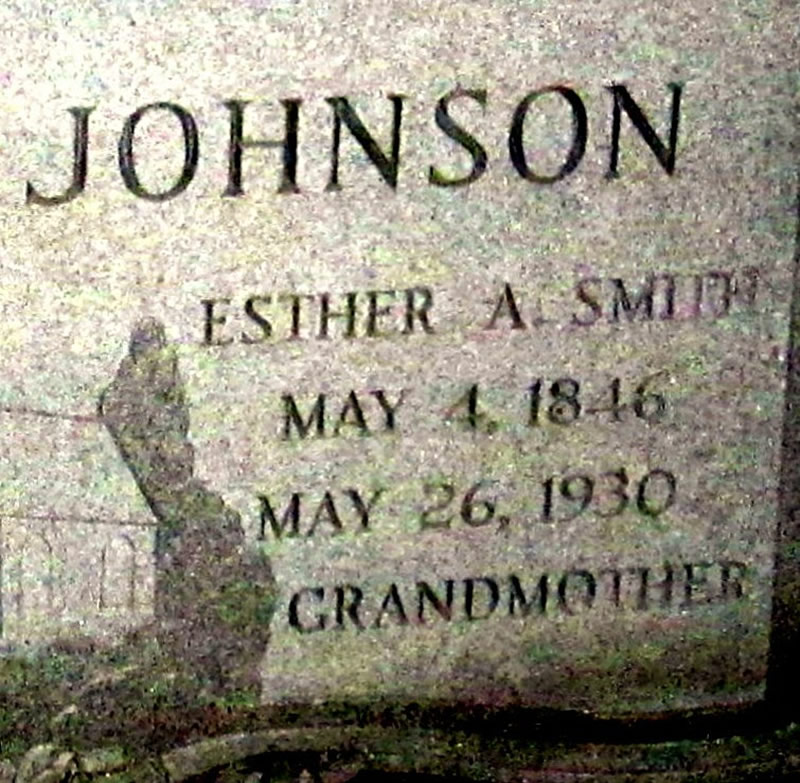 JOHNSON
ESTHER A. SMITH
MAY 4, 1846
MAY 26, 1930
GRANDMOTHER